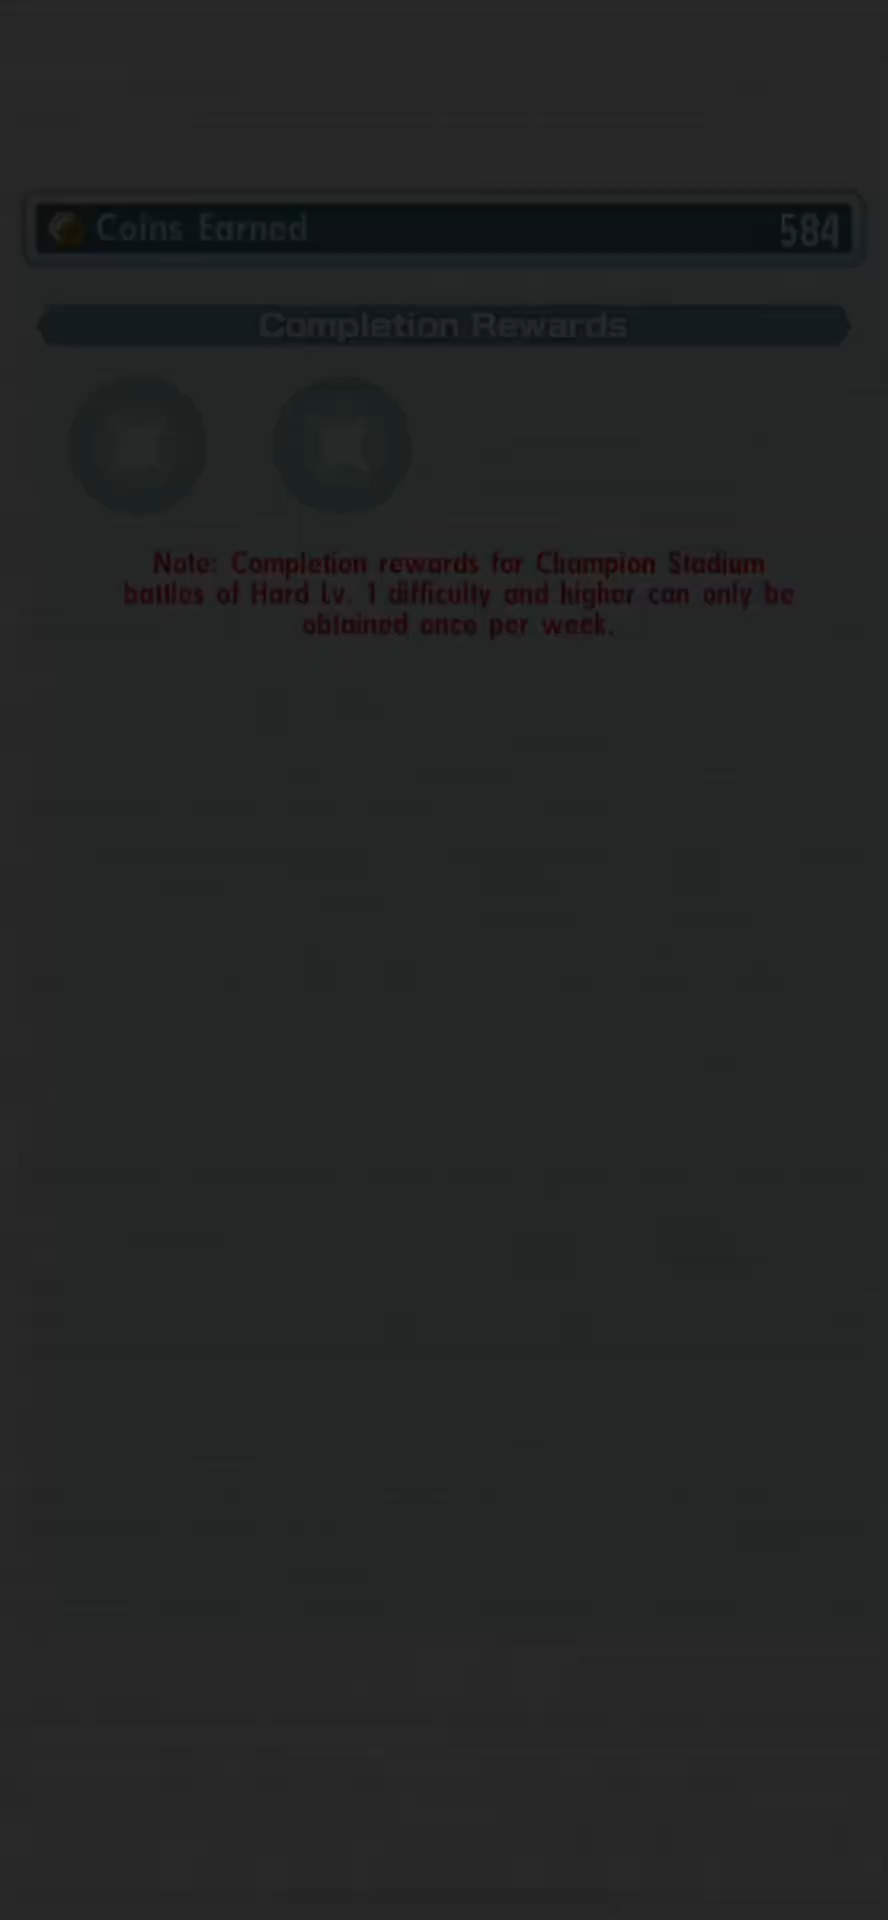 Coins Earned 584
Completion Rewards
Note: Completion rewards for Champion Stadium
battles of Hard Lv. 1 difficulty and higher can only be
obtained once per week.